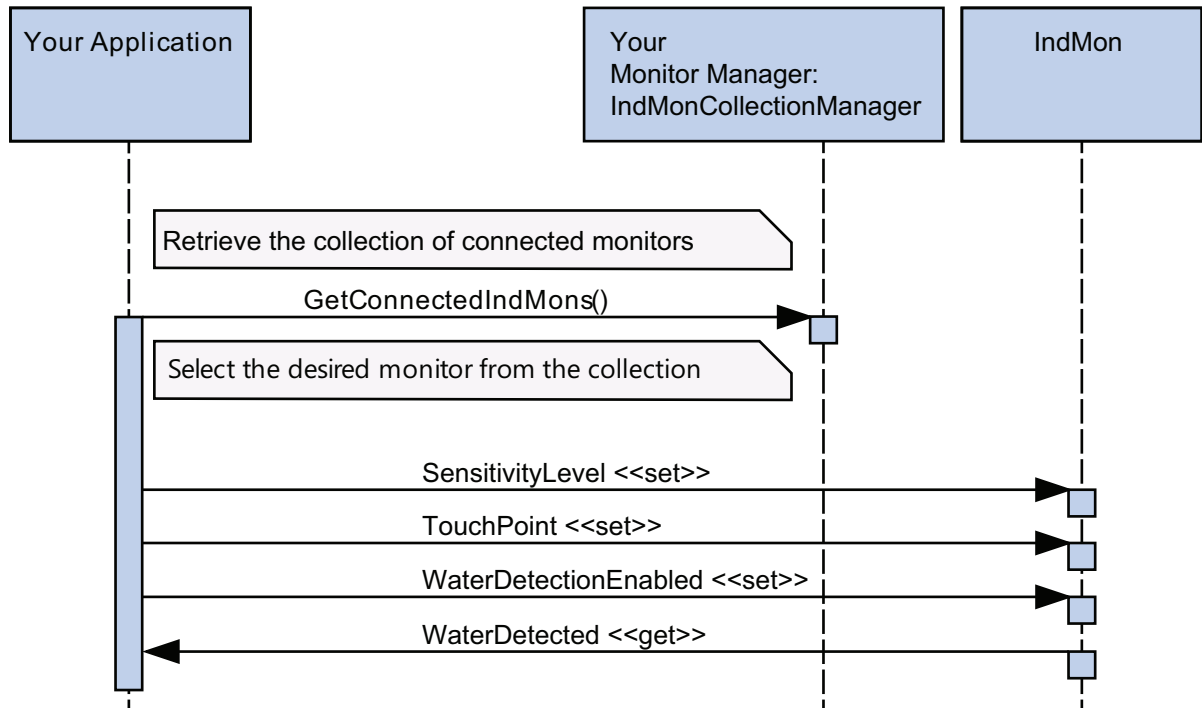 Your Application
Your
Monitor Manager:
IndMonCollectionManager
IndMon
Retrieve the collection of connected monitors
GetConnectedIndMons()
Select the desired monitor from the collection
SensitivityLevel <<set>>
TouchPoint <<set>>
WaterDetectionEnabled <<set>>
WaterDetected <<get>>